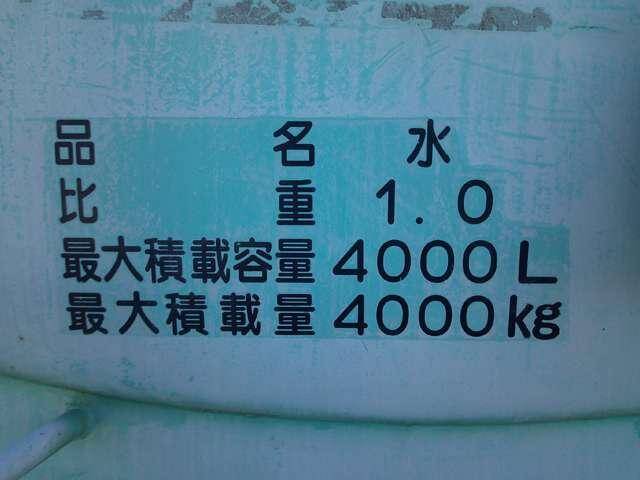 品名 水
比重 1.0
最大積載容量 4000L
最大積載量 4000kg